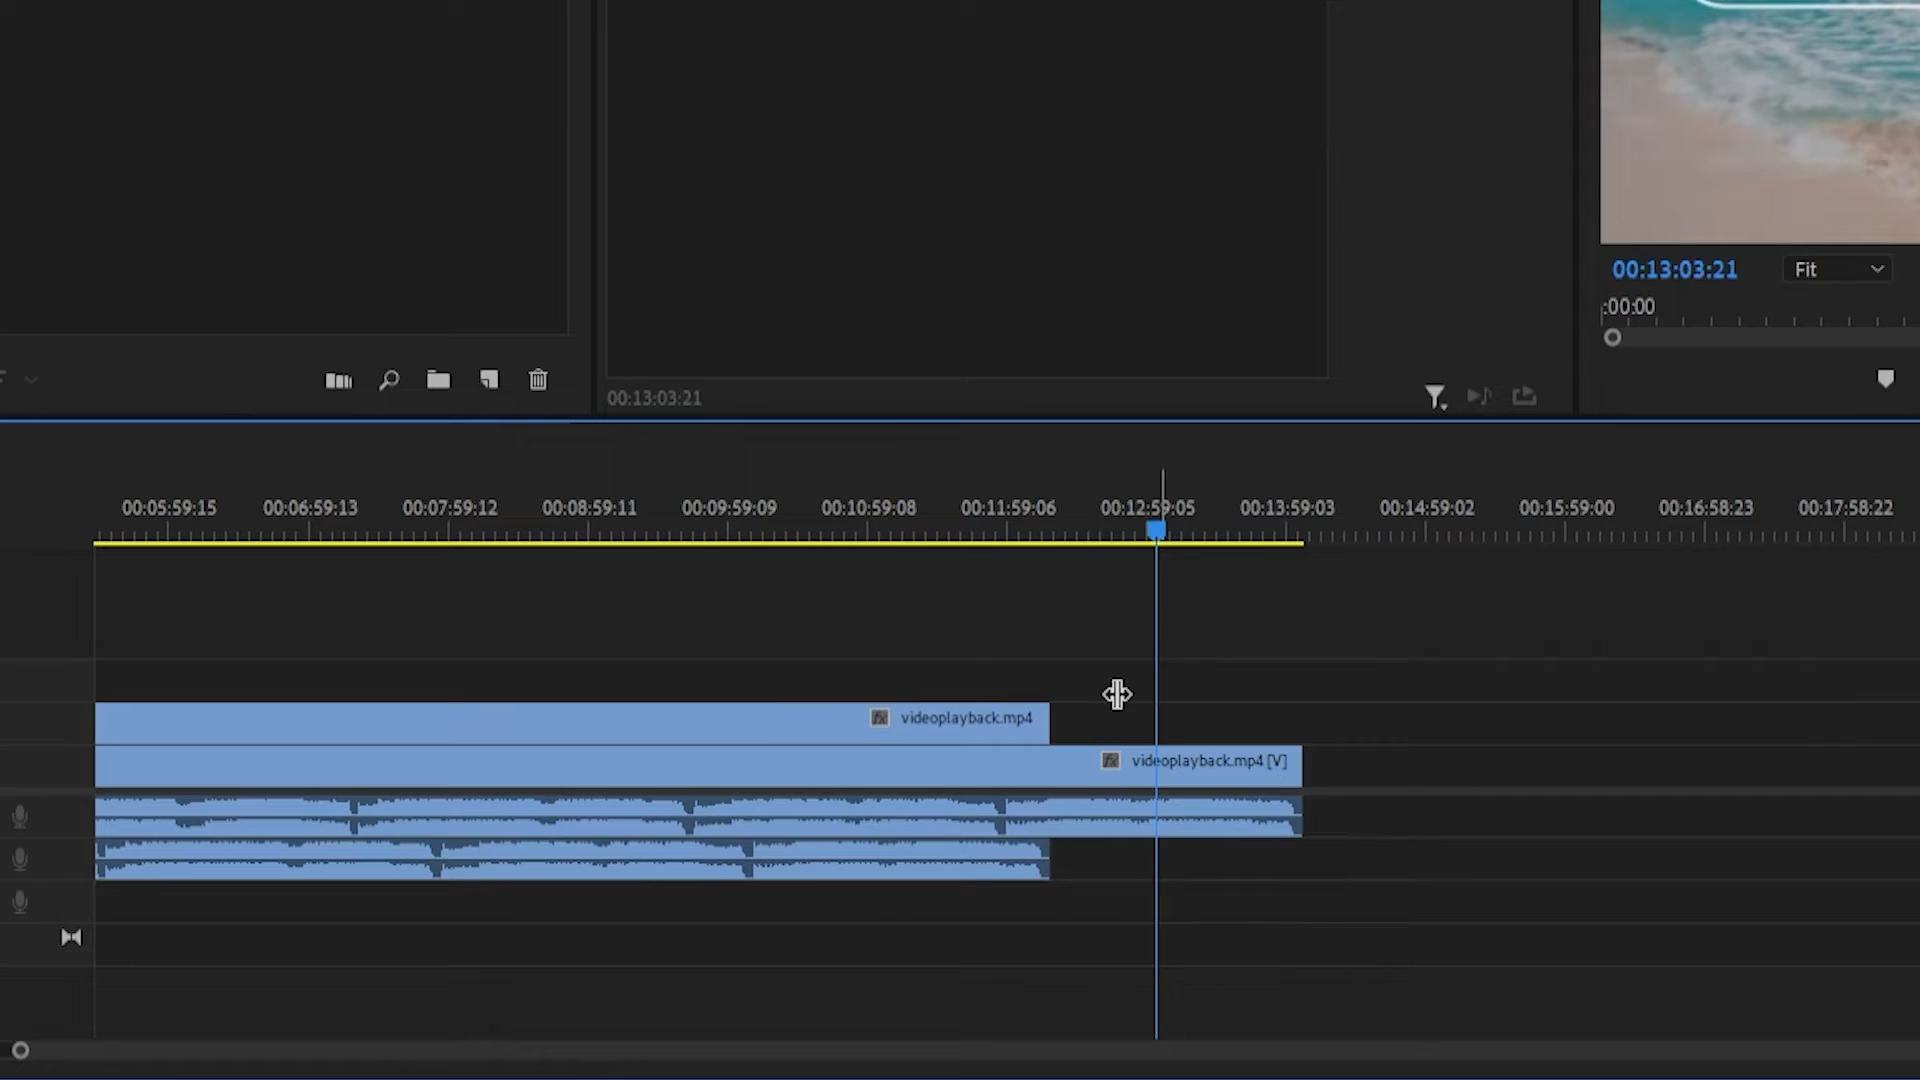 00:13:03:21
Fit
:00:00
00:13:03:21
00:05:59:15 00:06:59:13 00:07:59:12 00:08:59:11 00:09:59:09 00:10:59:08 00:11:59:06 00:12:59:05 00:13:59:03 00:14:59:02 00:15:59:00 00:16:58:23 00:17:58:22
fx videoplayback.mp4
fx videoplayback.mp4 [V]